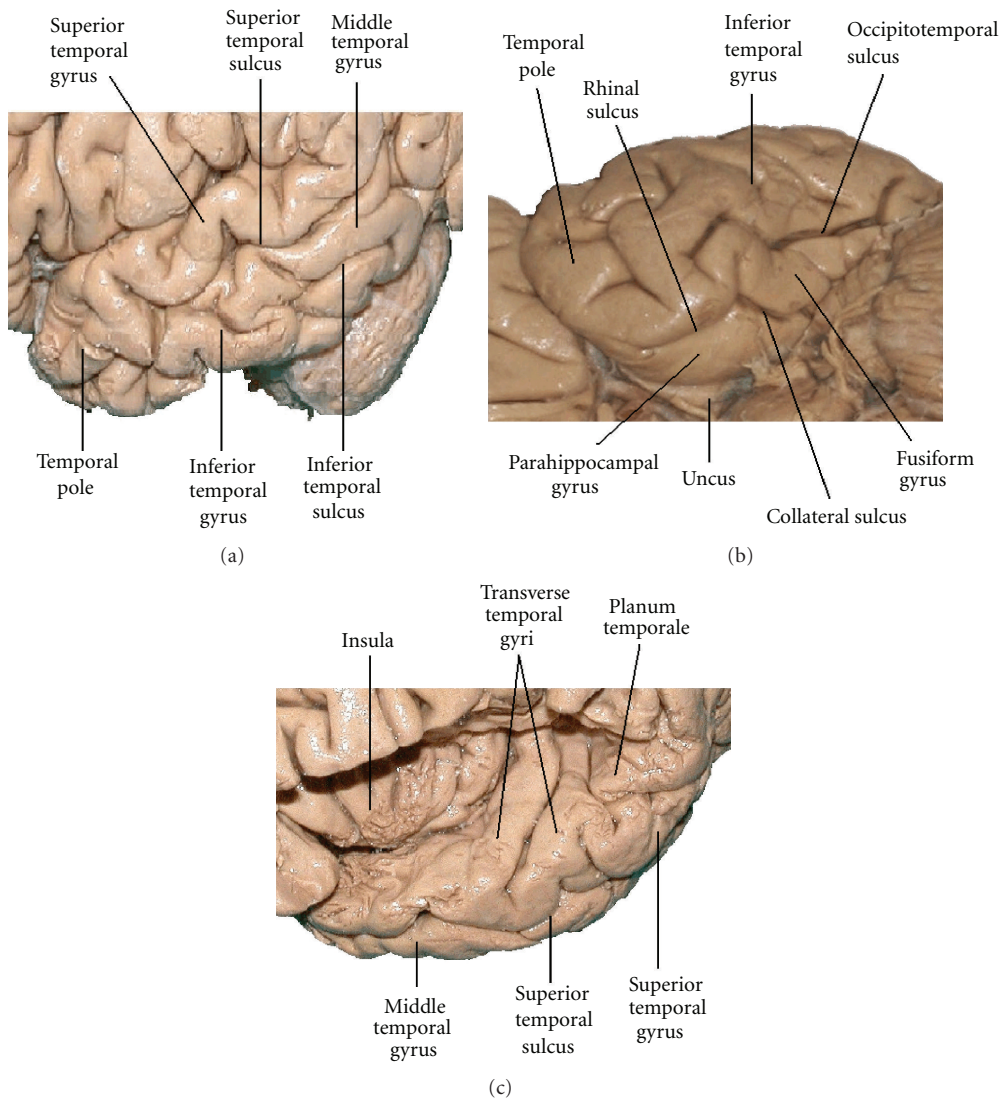 Superior
temporal
gyrus
Superior
temporal
sulcus
Middle
temporal
gyrus
Temporal
pole
Inferior
temporal
gyrus
Inferior
temporal
sulcus
(a)
Temporal
pole
Rhinal
sulcus
Inferior
temporal
gyrus
Occipitotemporal
sulcus
Parahippocampal
gyrus
Uncus
Collateral sulcus
Fusiform
gyrus
(b)
Insula
Transverse
temporal
gyri
Planum
temporale
Middle
temporal
gyrus
Superior
temporal
sulcus
Superior
temporal
gyrus
(c)